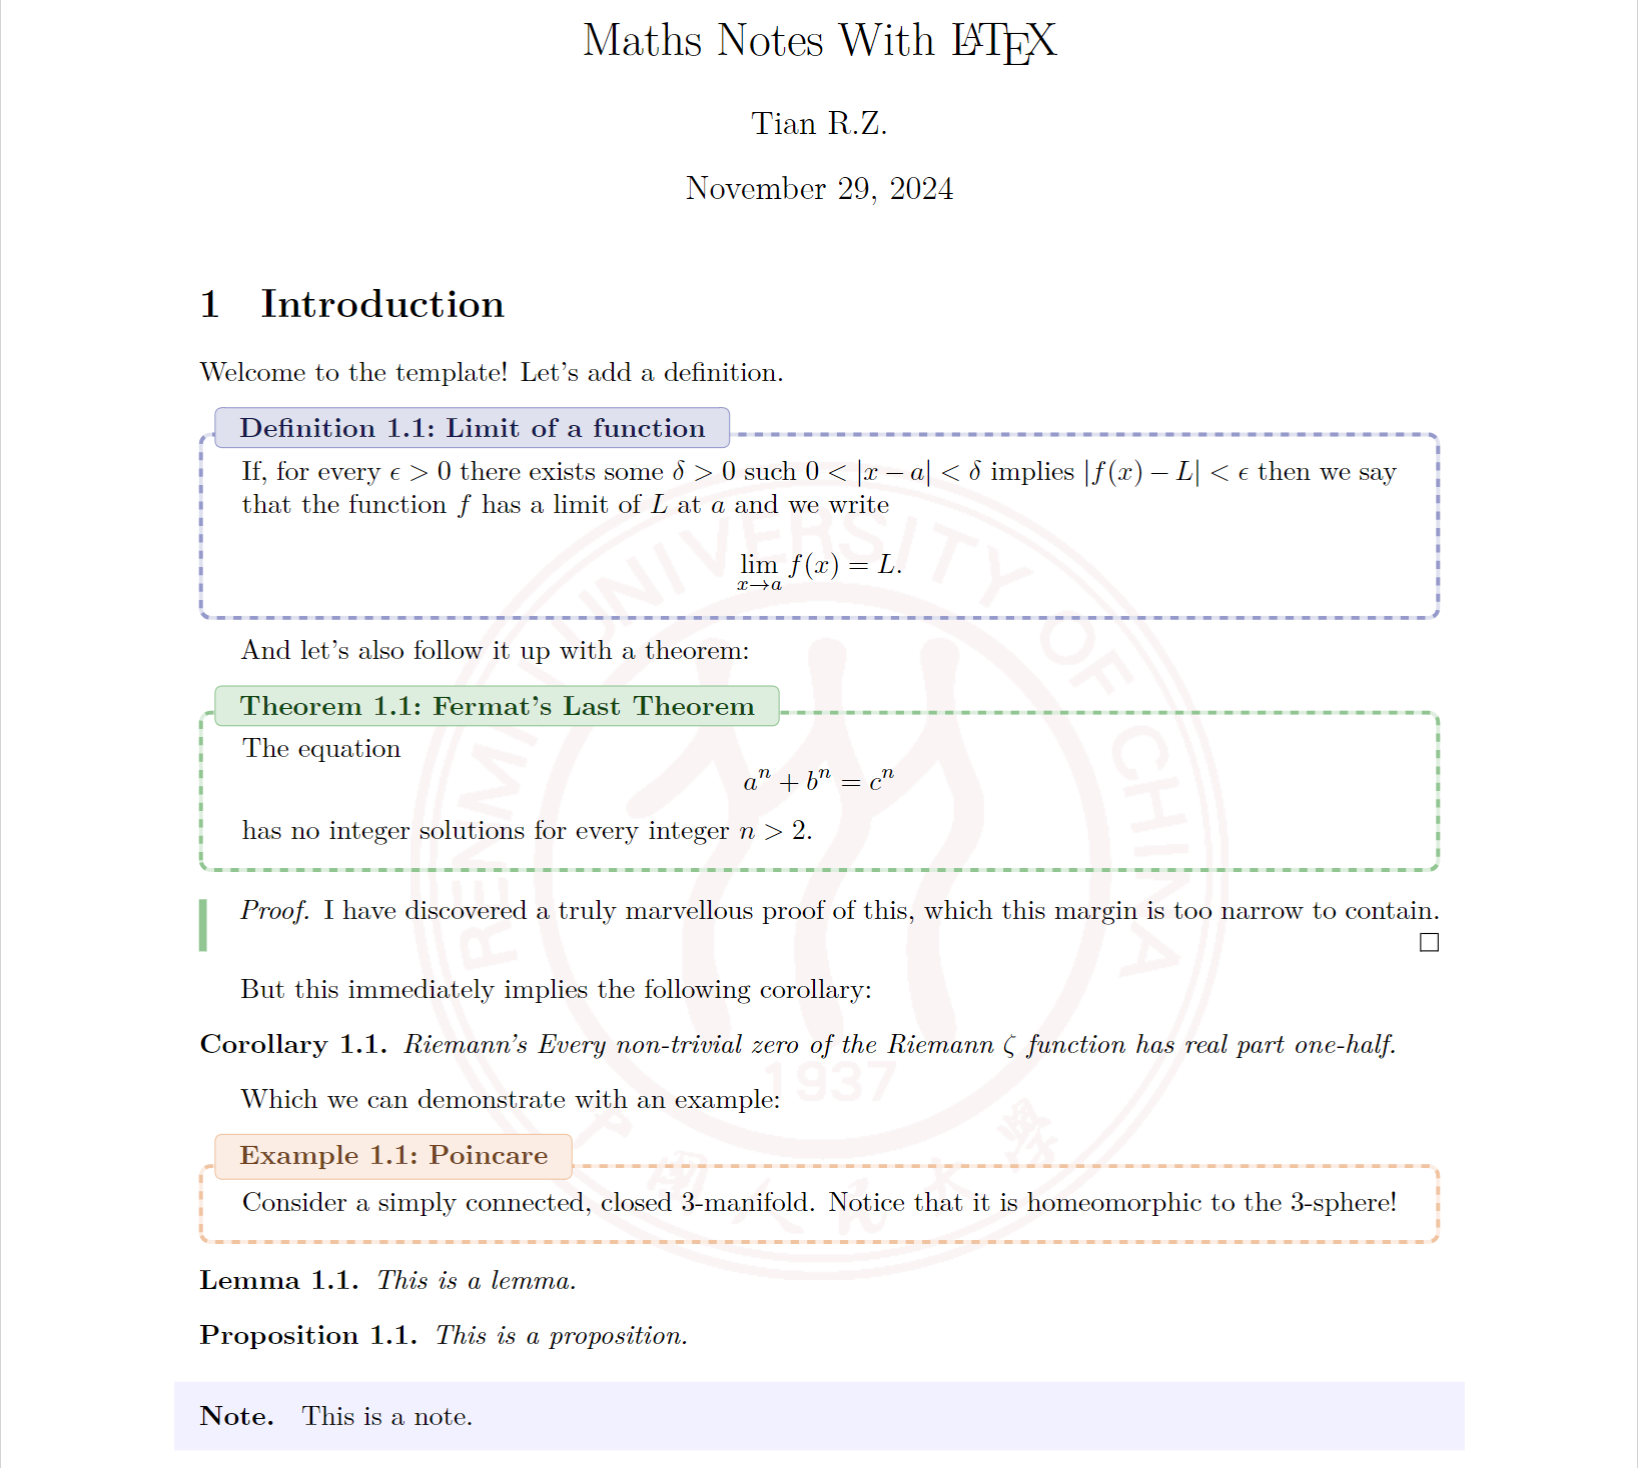 Maths Notes With LATEX
Tian R.Z.
November 29, 2024
1 Introduction
Welcome to the template! Let's add a definition.
Definition 1.1: Limit of a function
If, for every ϵ > 0 there exists some δ > 0 such 0 < |x − a| < δ implies |f(x) − L| < ϵ then we say
that the function f has a limit of L at a and we write
lim f(x) = L.
x→a
And let's also follow it up with a theorem:
Theorem 1.1: Fermat's Last Theorem
The equation
aⁿ + bⁿ = cⁿ
has no integer solutions for every integer n > 2.
Proof. I have discovered a truly marvellous proof of this, which this margin is too narrow to contain.
□
But this immediately implies the following corollary:
Corollary 1.1. Riemann's Every non-trivial zero of the Riemann ζ function has real part one-half.
Which we can demonstrate with an example:
Example 1.1: Poincare
Consider a simply connected, closed 3-manifold. Notice that it is homeomorphic to the 3-sphere!
Lemma 1.1. This is a lemma.
Proposition 1.1. This is a proposition.
Note. This is a note.
RENMIN UNIVERSITY OF CHINA
1937